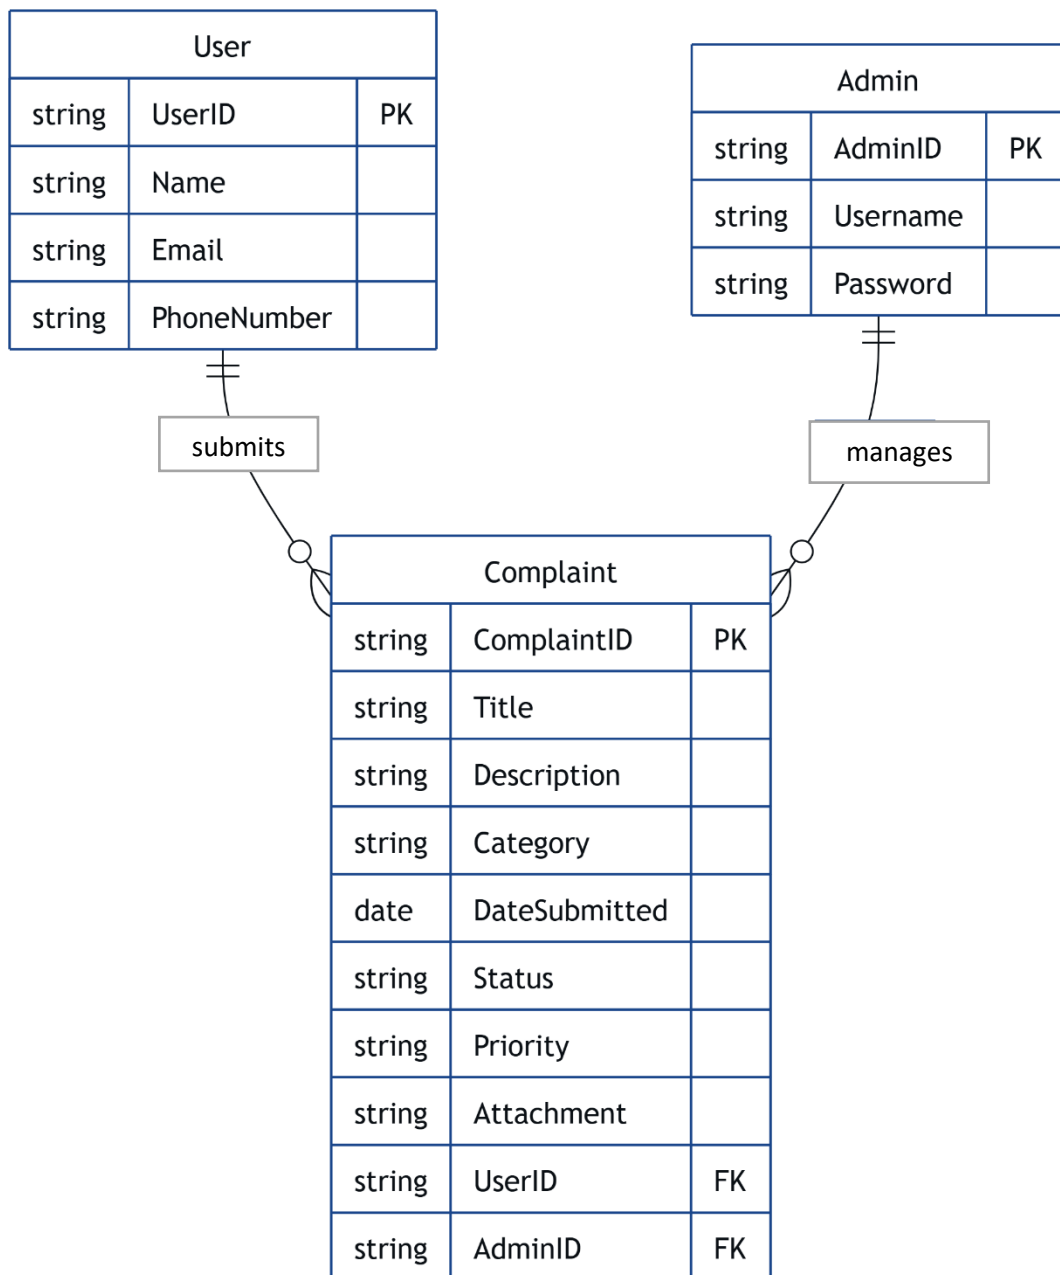 User
string UserID PK
string Name
string Email
string PhoneNumber
Admin
string AdminID PK
string Username
string Password
submits
manages
Complaint
string ComplaintID PK
string Title
string Description
string Category
date DateSubmitted
string Status
string Priority
string Attachment
string UserID FK
string AdminID FK